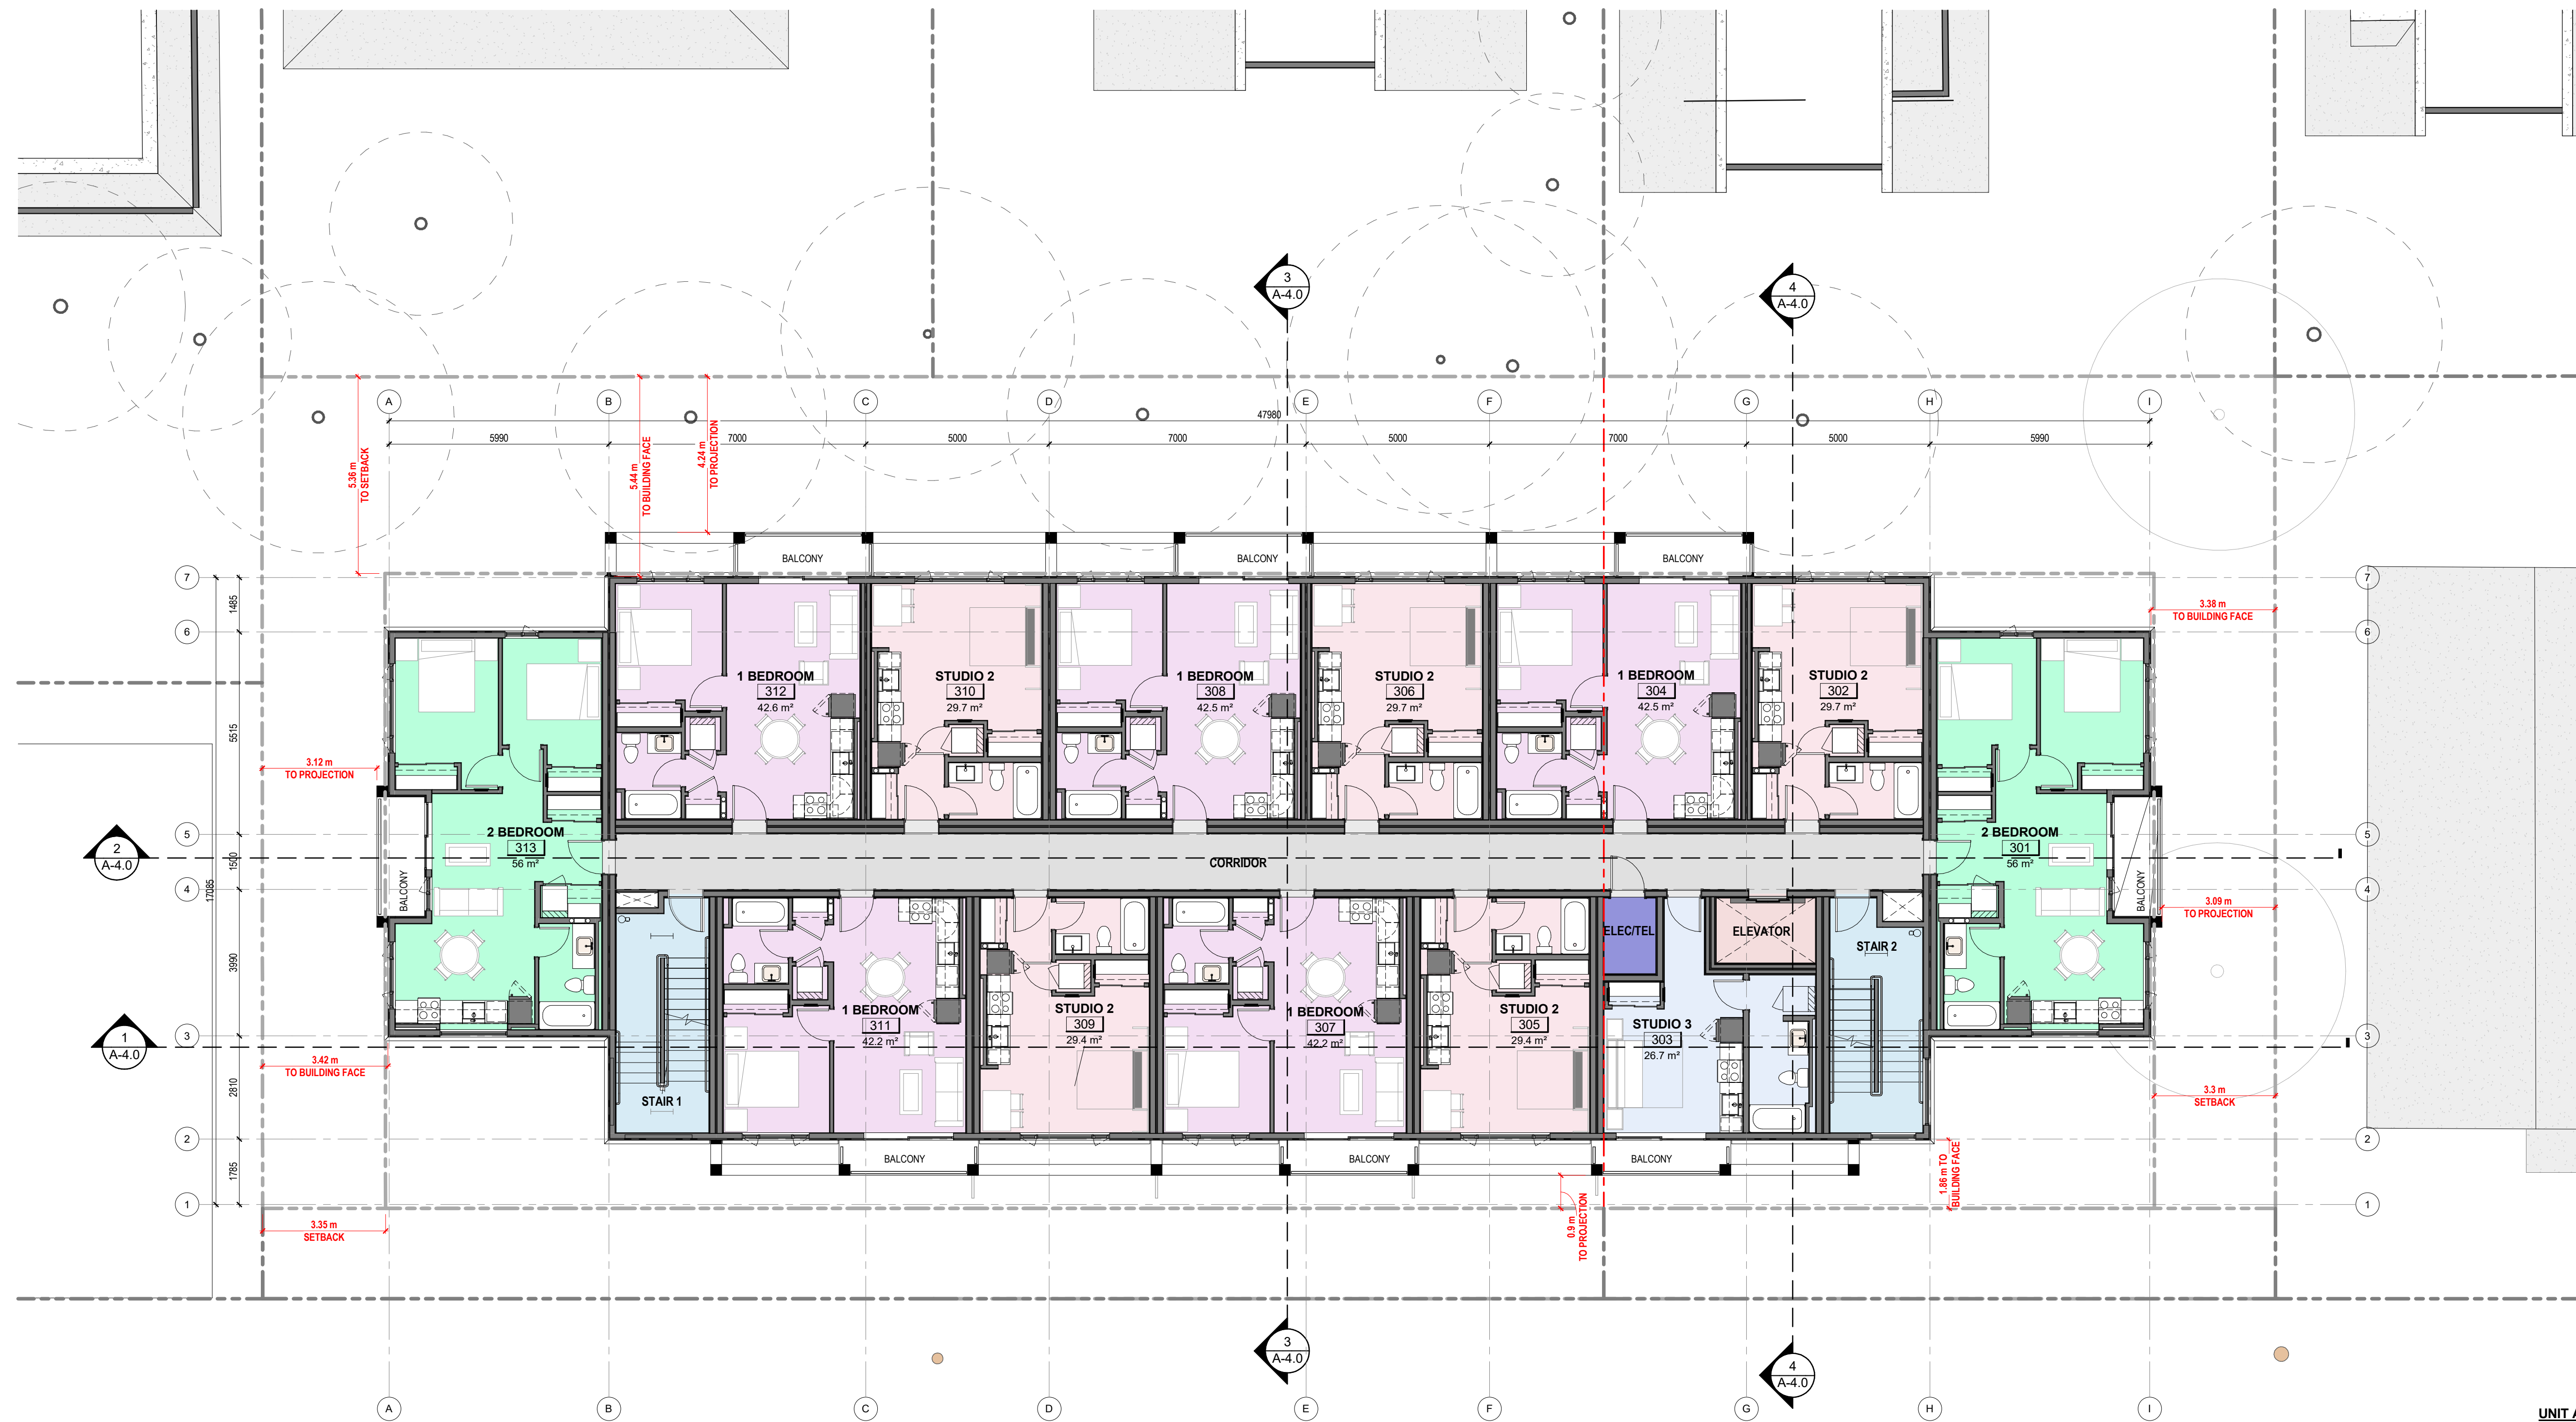 3
A-4.0
4
A-4.0
A
B
C
D
E
F
G
H
I
47980
5990
7000
5000
7000
5000
7000
5000
5990
5.36 m
TO SETBACK
5.44 m
TO BUILDING FACE
4.24 m
TO PROJECTION
BALCONY
BALCONY
BALCONY
7
7
1485
3.38 m
TO BUILDING FACE
6
6
5515
1 BEDROOM
312
42.6 m²
STUDIO 2
310
29.7 m²
1 BEDROOM
308
42.5 m²
STUDIO 2
306
29.7 m²
1 BEDROOM
304
42.5 m²
STUDIO 2
302
29.7 m²
3.12 m
TO PROJECTION
5
5
2 BEDROOM
313
56 m²
2 BEDROOM
301
56 m²
2
A-4.0
1500
CORRIDOR
17085
4
4
BALCONY
BALCONY
3.09 m
TO PROJECTION
3990
ELEC/TEL
ELEVATOR
STAIR 2
1 BEDROOM
311
42.2 m²
STUDIO 2
309
29.4 m²
1 BEDROOM
307
42.2 m²
STUDIO 2
305
29.4 m²
STUDIO 3
303
26.7 m²
1
A-4.0
3
3
3.42 m
TO BUILDING FACE
2810
STAIR 1
3.3 m
SETBACK
2
2
1785
BALCONY
BALCONY
BALCONY
1.86 m TO
BUILDING FACE
1
1
3.35 m
SETBACK
0.9 m
TO PROJECTION
3
A-4.0
4
A-4.0
A
B
C
D
E
F
G
H
I
UNIT